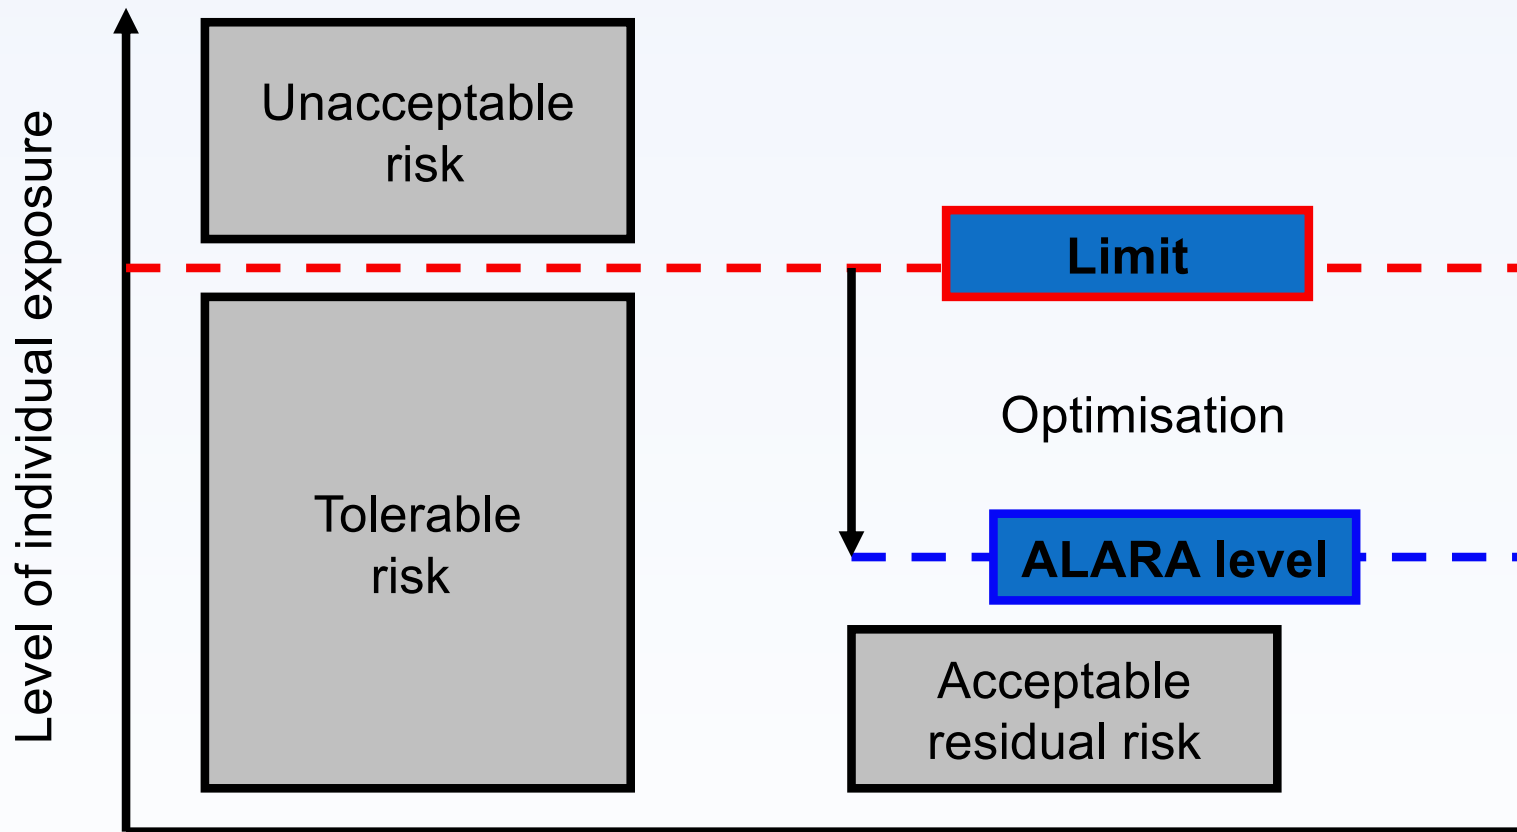 Level of individual exposure
Unacceptable
risk
Limit
Optimisation
Tolerable
risk
ALARA level
Acceptable
residual risk